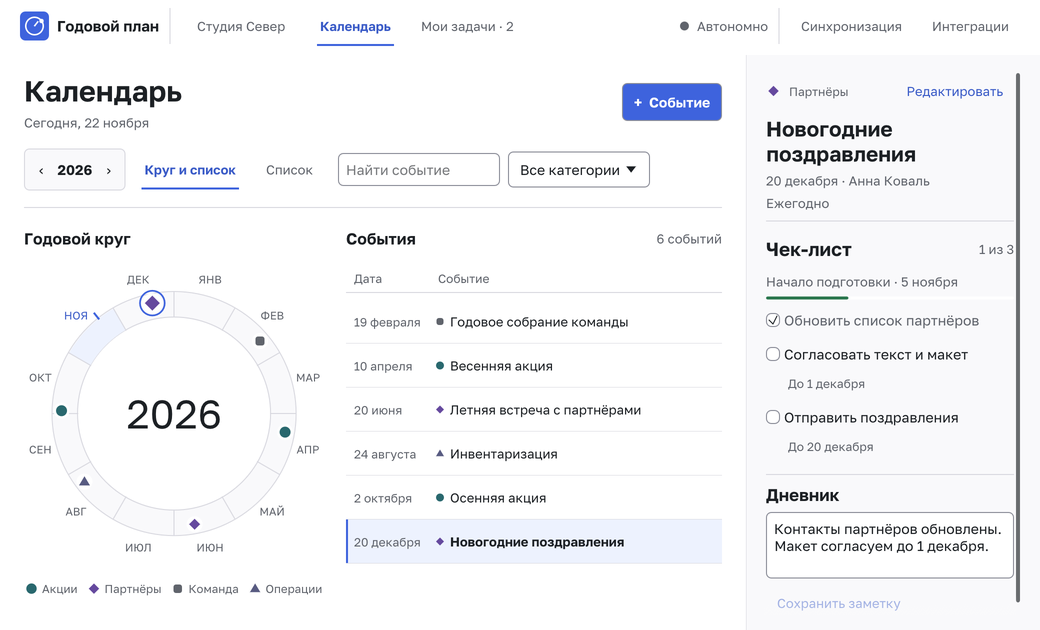 Годовой план
Студия Север
Календарь
Мои задачи · 2
Автономно
Синхронизация
Интеграции
Календарь
Сегодня, 22 ноября
+ Событие
‹ 2026 ›
Круг и список
Список
Найти событие
Все категории
Годовой круг
ДЕК
ЯНВ
НОЯ
ФЕВ
ОКТ
МАР
2026
СЕН
АПР
АВГ
МАЙ
ИЮЛ
ИЮН
Акции
Партнёры
Команда
Операции
События
6 событий
Дата
Событие
19 февраля Годовое собрание команды
10 апреля Весенняя акция
20 июня Летняя встреча с партнёрами
24 августа Инвентаризация
2 октября Осенняя акция
20 декабря Новогодние поздравления
Партнёры
Редактировать
Новогодние
поздравления
20 декабря · Анна Коваль
Ежегодно
Чек-лист
1 из 3
Начало подготовки · 5 ноября
Обновить список партнёров
Согласовать текст и макет
До 1 декабря
Отправить поздравления
До 20 декабря
Дневник
Контакты партнёров обновлены.
Макет согласуем до 1 декабря.
Сохранить заметку